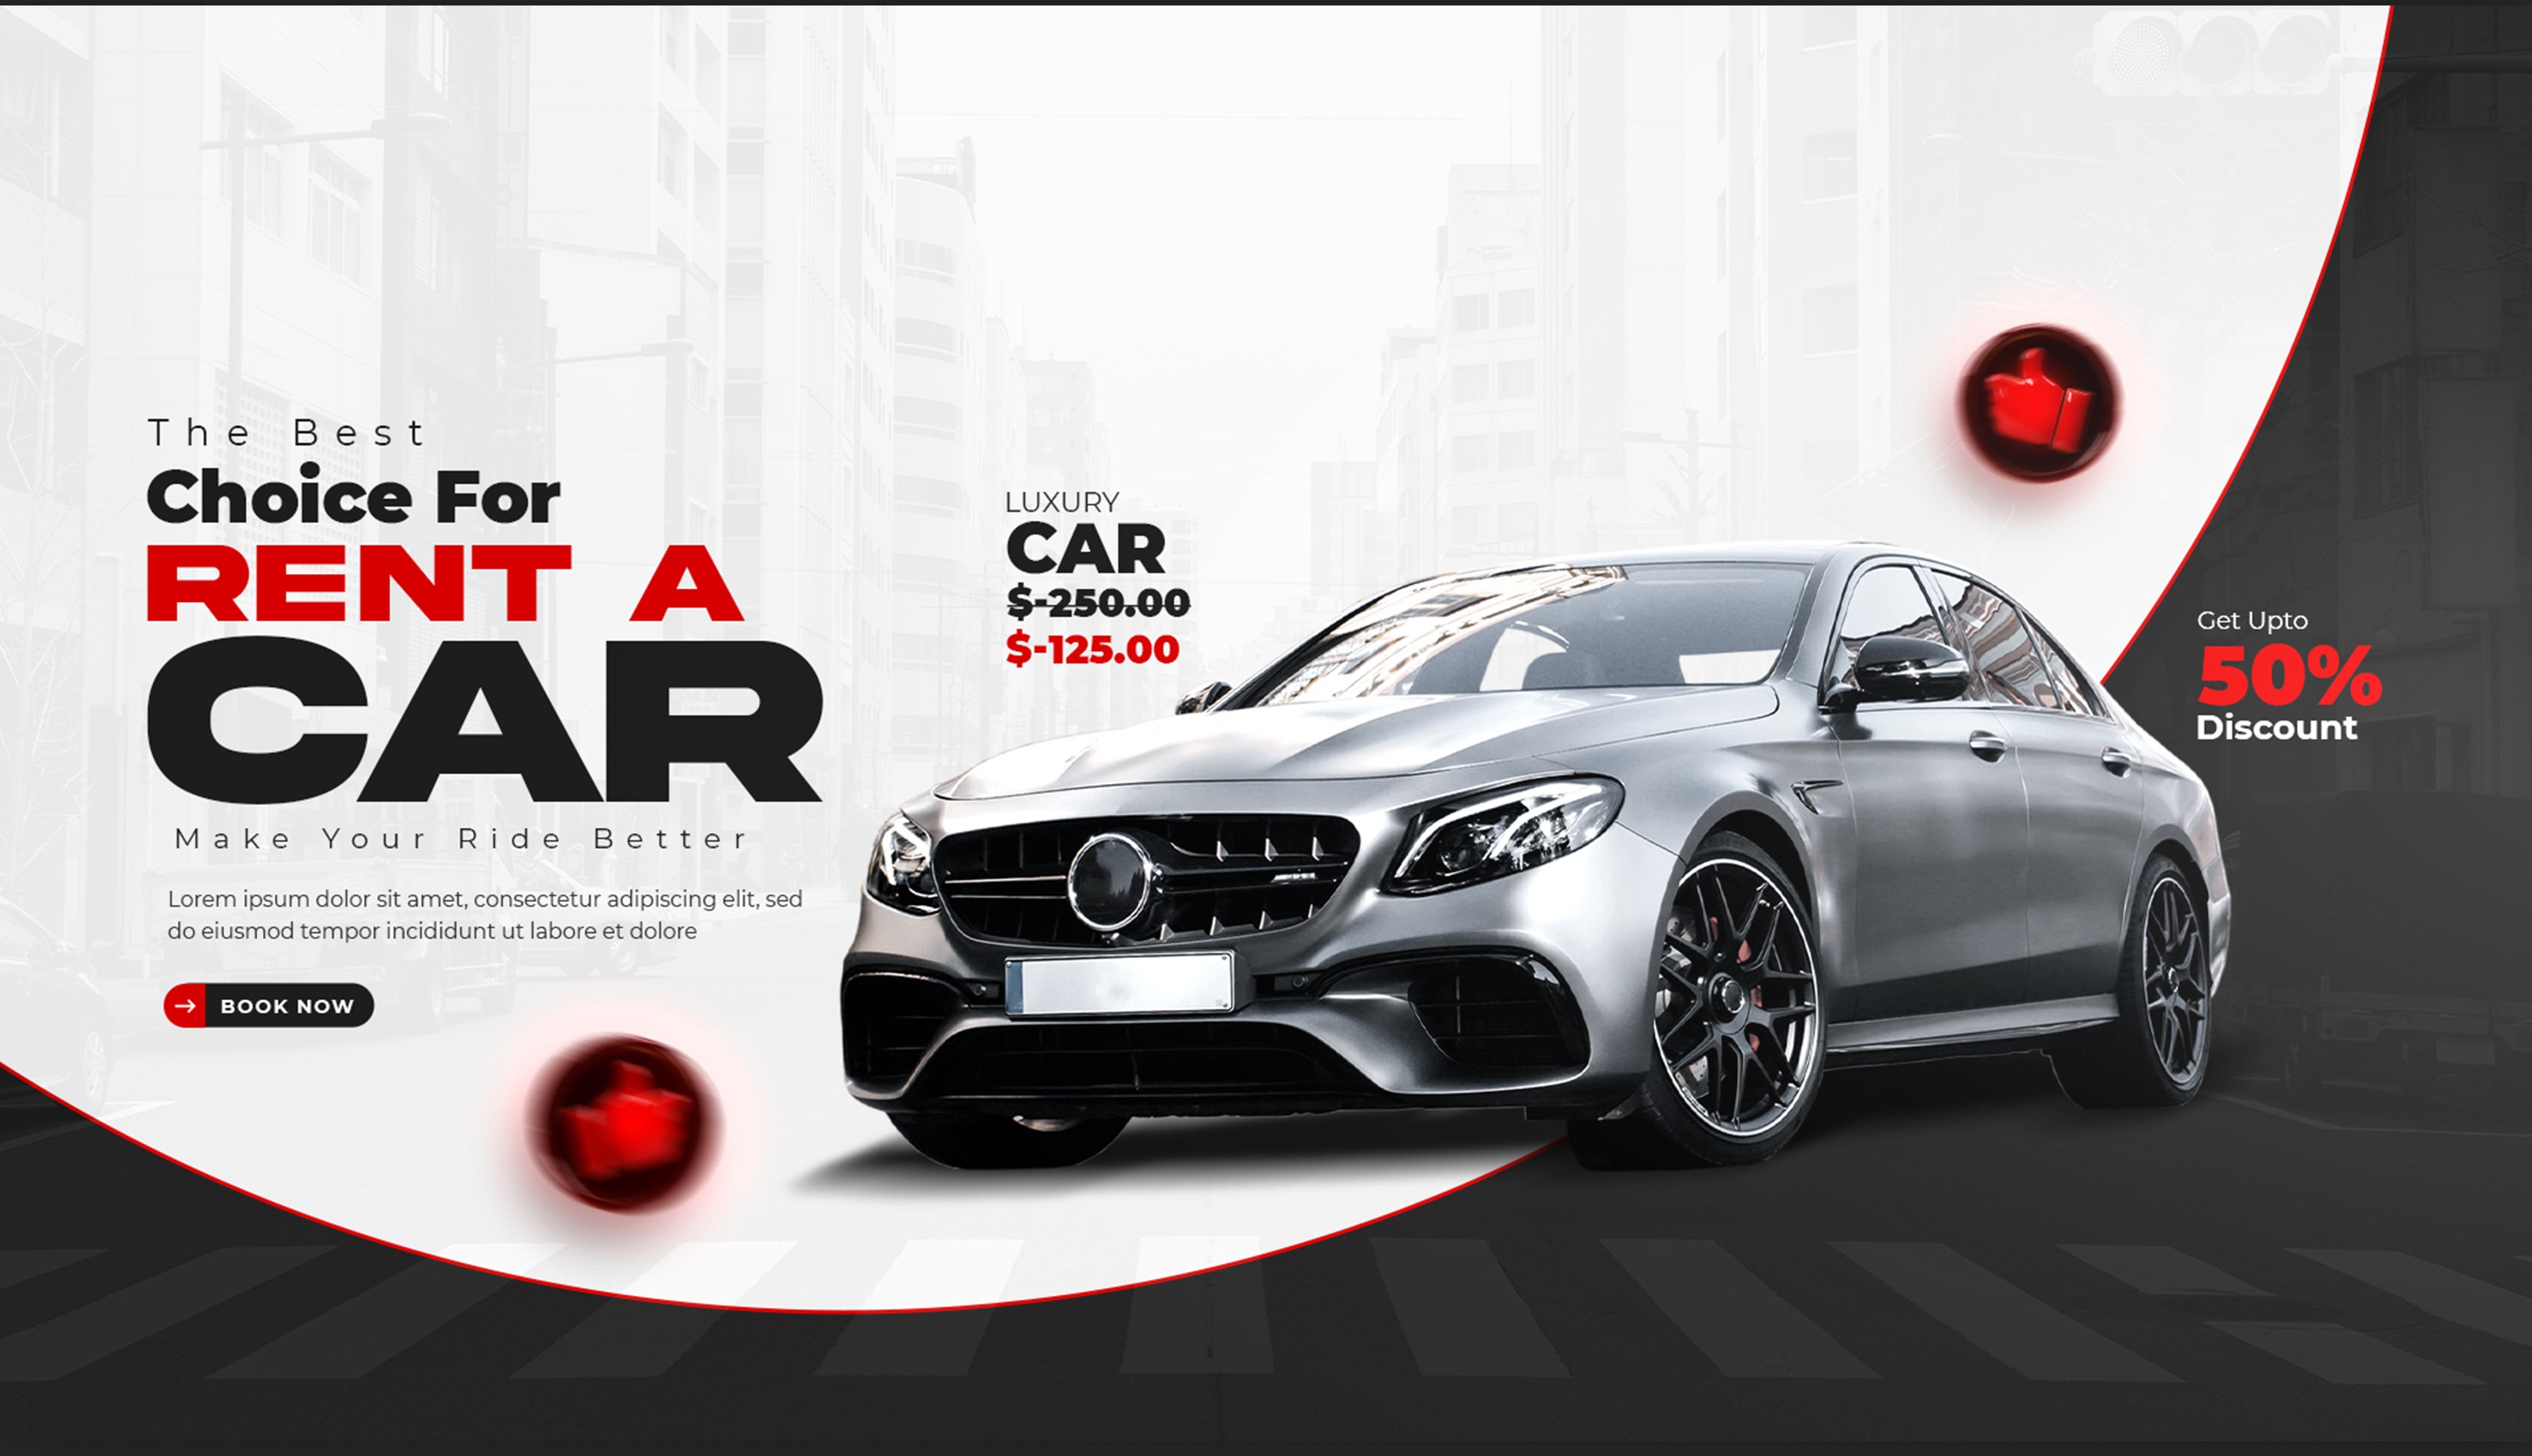 The Best
Choice For
RENT A
CAR
Make Your Ride Better
Lorem ipsum dolor sit amet, consectetur adipiscing elit, sed
do eiusmod tempor incididunt ut labore et dolore
BOOK NOW
LUXURY
CAR
$-250.00
$-125.00
Get Upto
50%
Discount